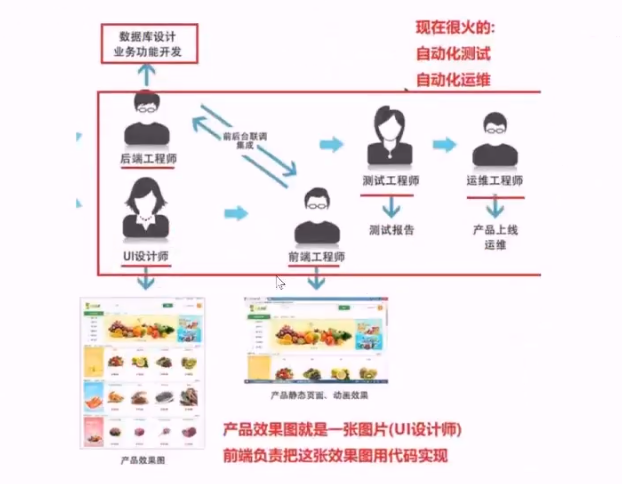 现在很火的:
自动化测试
自动化运维
数据库设计
业务功能开发
前后台联调
集成
后端工程师
测试工程师
运维工程师
UI设计师
前端工程师
测试报告
产品上线
运维
产品静态页面、动画效果
产品效果图就是一张图片(UI设计师)
前端负责把这张效果图用代码实现
产品效果图